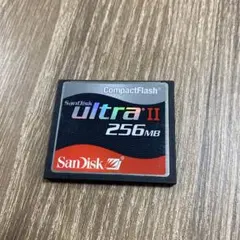 CompactFlash
SanDisk
ultra II
256MB
SanDisk